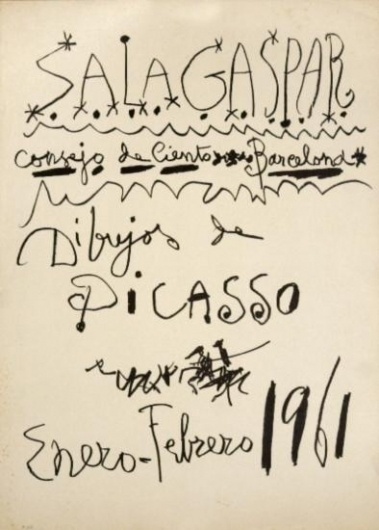 SALA GASPAR
Consejo de Ciento Barcelona
Dibujos de
PiCASSO
Enero-Febrero 1961